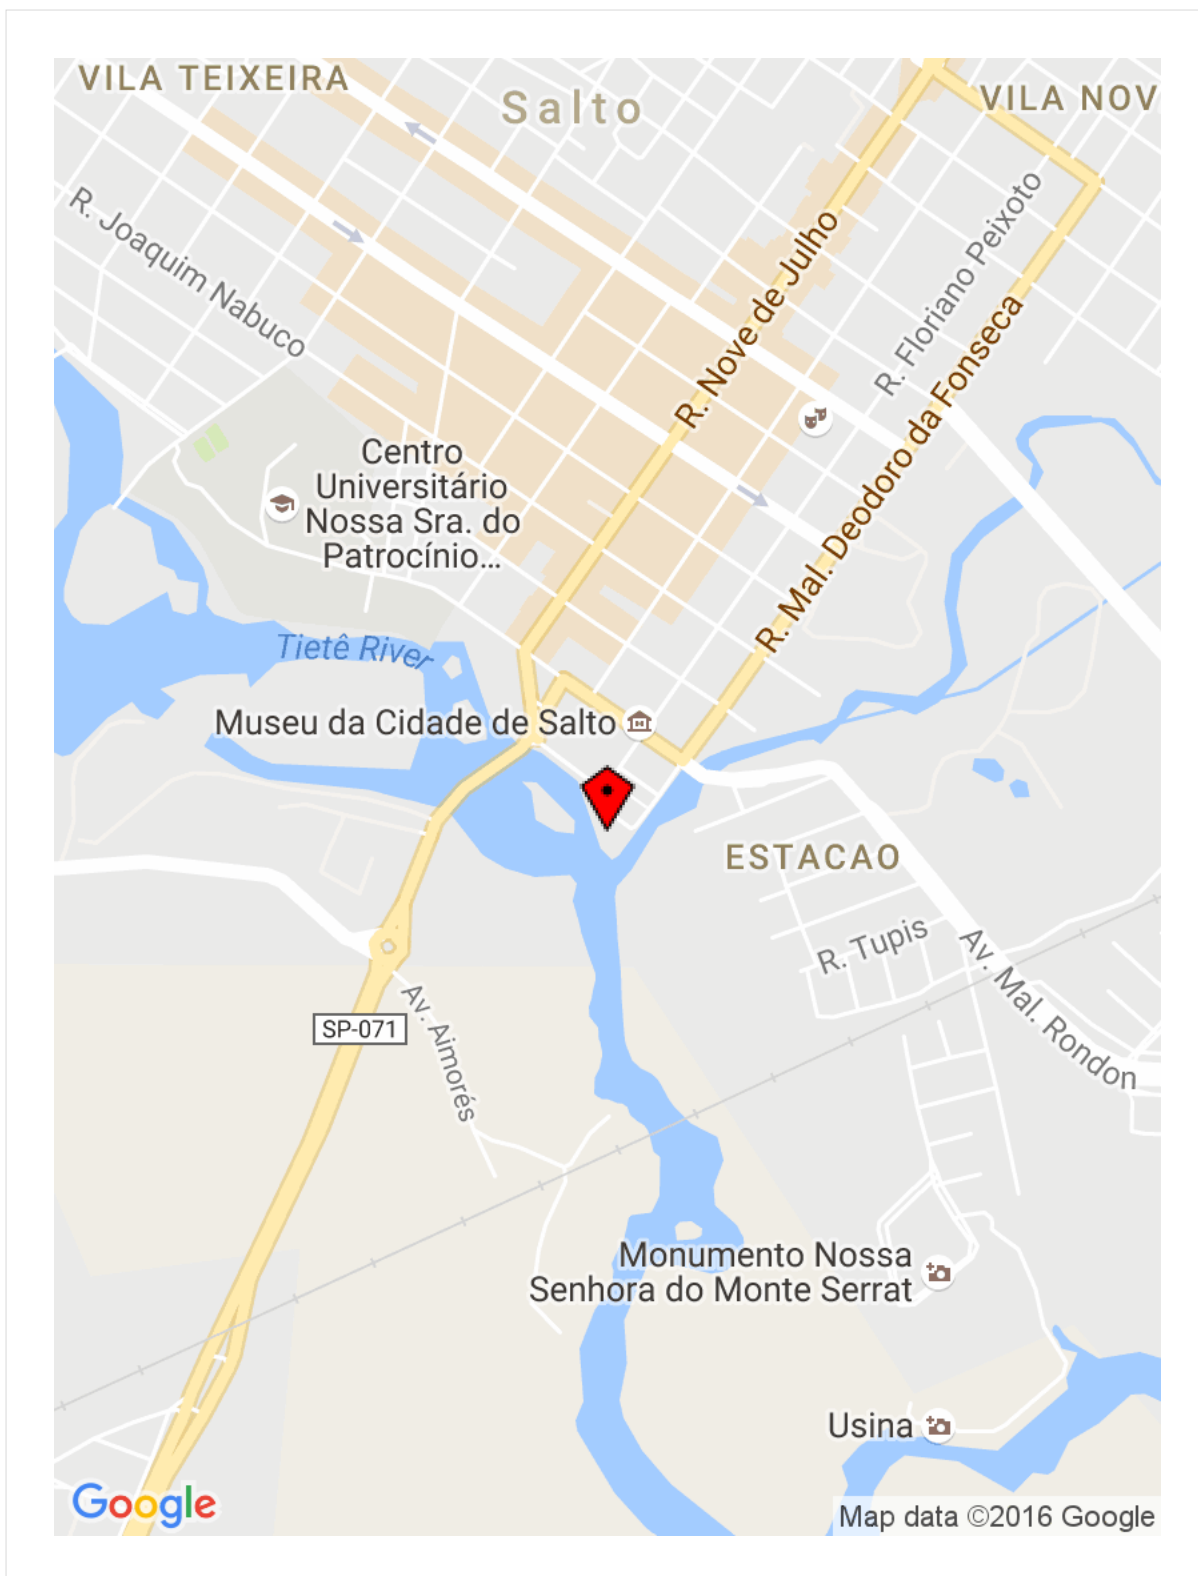 VILA TEIXEIRA
Salto
VILA NOV
R. Joaquim Nabuco
R. Nove de Julho
R. Floriano Peixoto
R. Mal. Deodoro da Fonseca
Centro
Universitário
Nossa Sra. do
Patrocínio...
Tietê River
Museu da Cidade de Salto
ESTACAO
R. Tupis
Av. Mal. Rondon
SP-071
Av. Aimorés
Monumento Nossa
Senhora do Monte Serrat
Usina
Google
Map data ©2016 Google